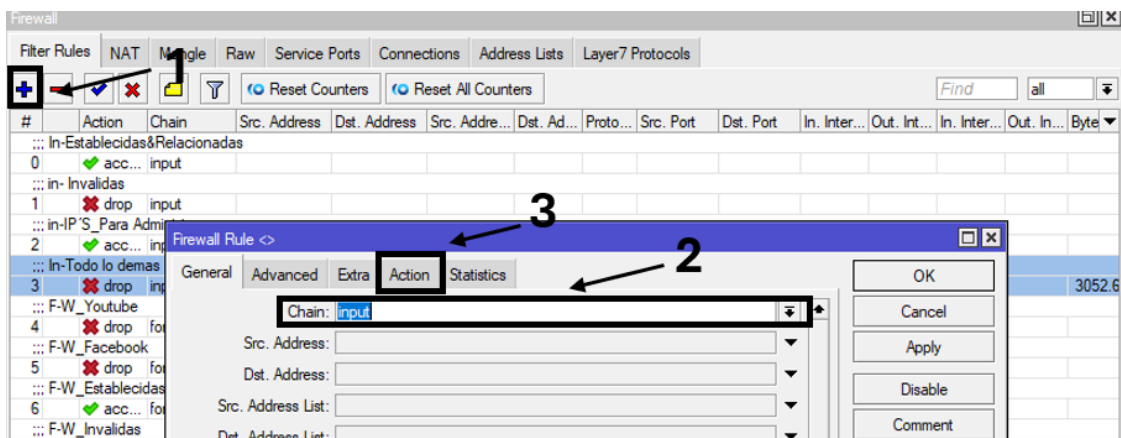 Firewall
Filter Rules NAT Mangle Raw Service Ports Connections Address Lists Layer7 Protocols
1
Reset Counters Reset All Counters Find all
# Action Chain Src. Address Dst. Address Src. Addre... Dst. Ad... Proto... Src. Port Dst. Port In. Inter... Out. Int... In. Inter... Out. In... Byte
;;; In-Establecidas&Relacionadas
0 acc... input
;;; in- Invalidas
1 drop input
;;; in-IP´S_Para
2 acc...
;;; In-Todo lo demas
3 drop 3052.6
;;; F-W_Youtube
4 drop
;;; F-W_Facebook
5 drop
;;; F-W_Establecidas
6 acc...
;;; F-W_Invalidas
3
Firewall Rule <>
2
General Advanced Extra Action Statistics
Chain: input
Src. Address:
Dst. Address:
Src. Address List:
Dst. Address List:
OK
Cancel
Apply
Disable
Comment